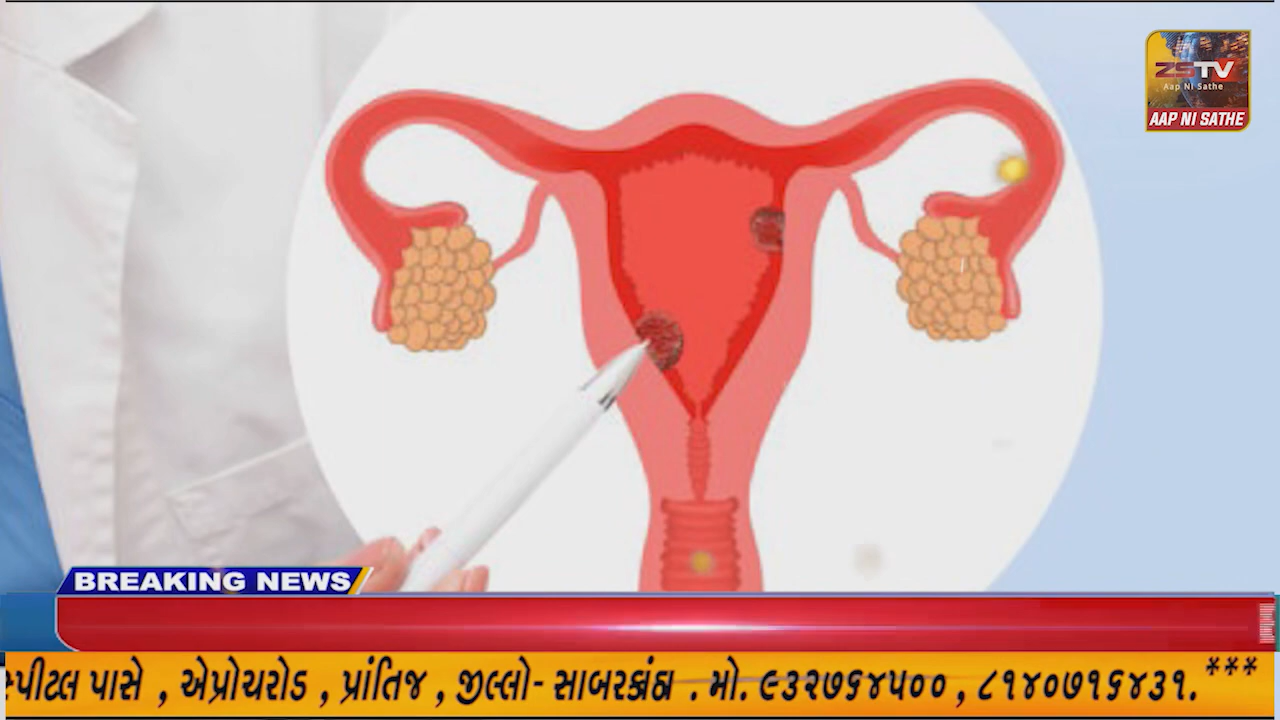 ZSTV
Aap Ni Sathe
AAP NI SATHE
BREAKING NEWS
સ્પીટલ પાસે , એપ્રોચરોડ , પ્રાંતિજ , જીલ્લો- સાબરકાંઠા . મો. ૯૩૨૭૬૪૫૦૦ , ૮૧૪૦૭૧૬૪૩૧. ***